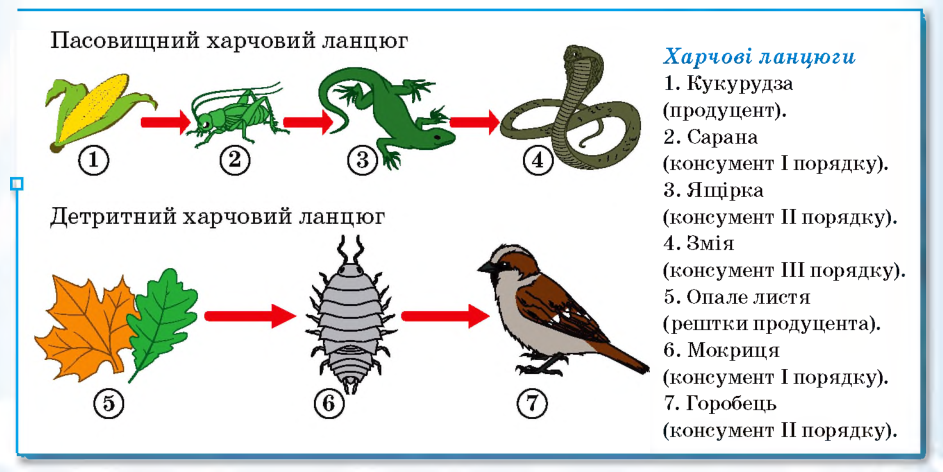 Пасовищний харчовий ланцюг
1
2
3
4
Детритний харчовий ланцюг
5
6
7
Харчові ланцюги
1. Кукурудза
(продуцент).
2. Сарана
(консумент І порядку).
3. Ящірка
(консумент ІІ порядку).
4. Змія
(консумент ІІІ порядку).
5. Опале листя
(рештки продуцента).
6. Мокриця
(консумент І порядку).
7. Горобець
(консумент ІІ порядку).